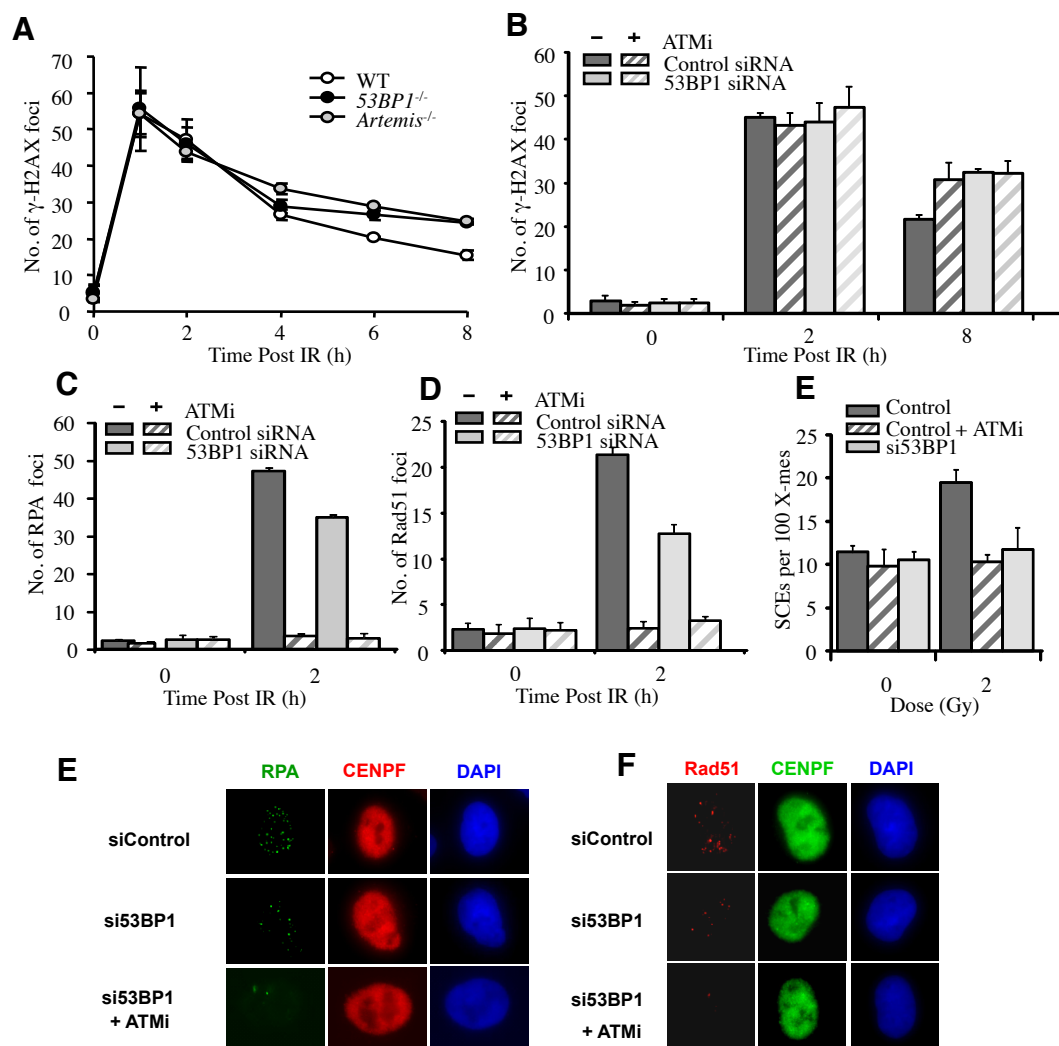 A
70
60
50
40
30
20
10
0
No. of γ-H2AX foci
WT
53BP1-/-
Artemis-/-
0 2 4 6 8
Time Post IR (h)
B
– + ATMi
Control siRNA
53BP1 siRNA
60
50
40
30
20
10
0
No. of γ-H2AX foci
0 2 8
Time Post IR (h)
C
– + ATMi
Control siRNA
53BP1 siRNA
60
50
40
30
20
10
0
No. of RPA foci
0 2
Time Post IR (h)
D
– + ATMi
Control siRNA
53BP1 siRNA
25
20
15
10
5
0
No. of Rad51 foci
0 2
Time Post IR (h)
E
Control
Control + ATMi
si53BP1
25
20
15
10
5
0
SCEs per 100 X-mes
0 2
Dose (Gy)
E
RPA CENPF DAPI
siControl
si53BP1
si53BP1
+ ATMi
F
Rad51 CENPF DAPI
siControl
si53BP1
si53BP1
+ ATMi